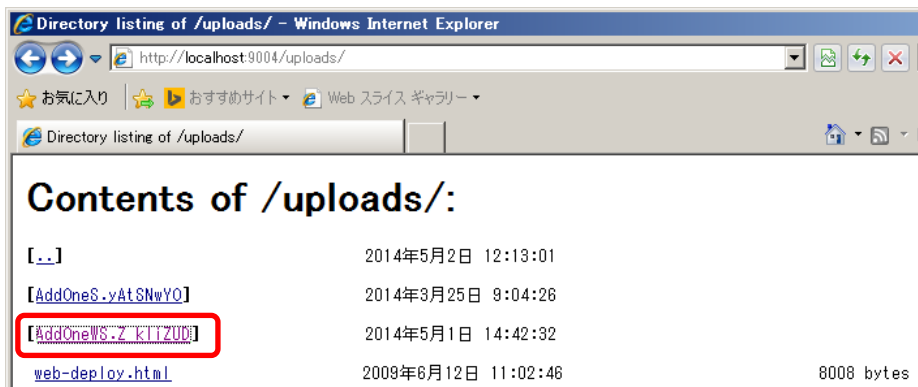 Directory listing of /uploads/ - Windows Internet Explorer
http://localhost:9004/uploads/
お気に入り おすすめサイト Web スライス ギャラリー
Directory listing of /uploads/
Contents of /uploads/:
[..] 2014年5月2日 12:13:01
[AddOneS.yAtSNwYO] 2014年3月25日 9:04:26
2014年5月1日 14:42:32
web-deploy.html 2009年6月12日 11:02:46 8008 bytes